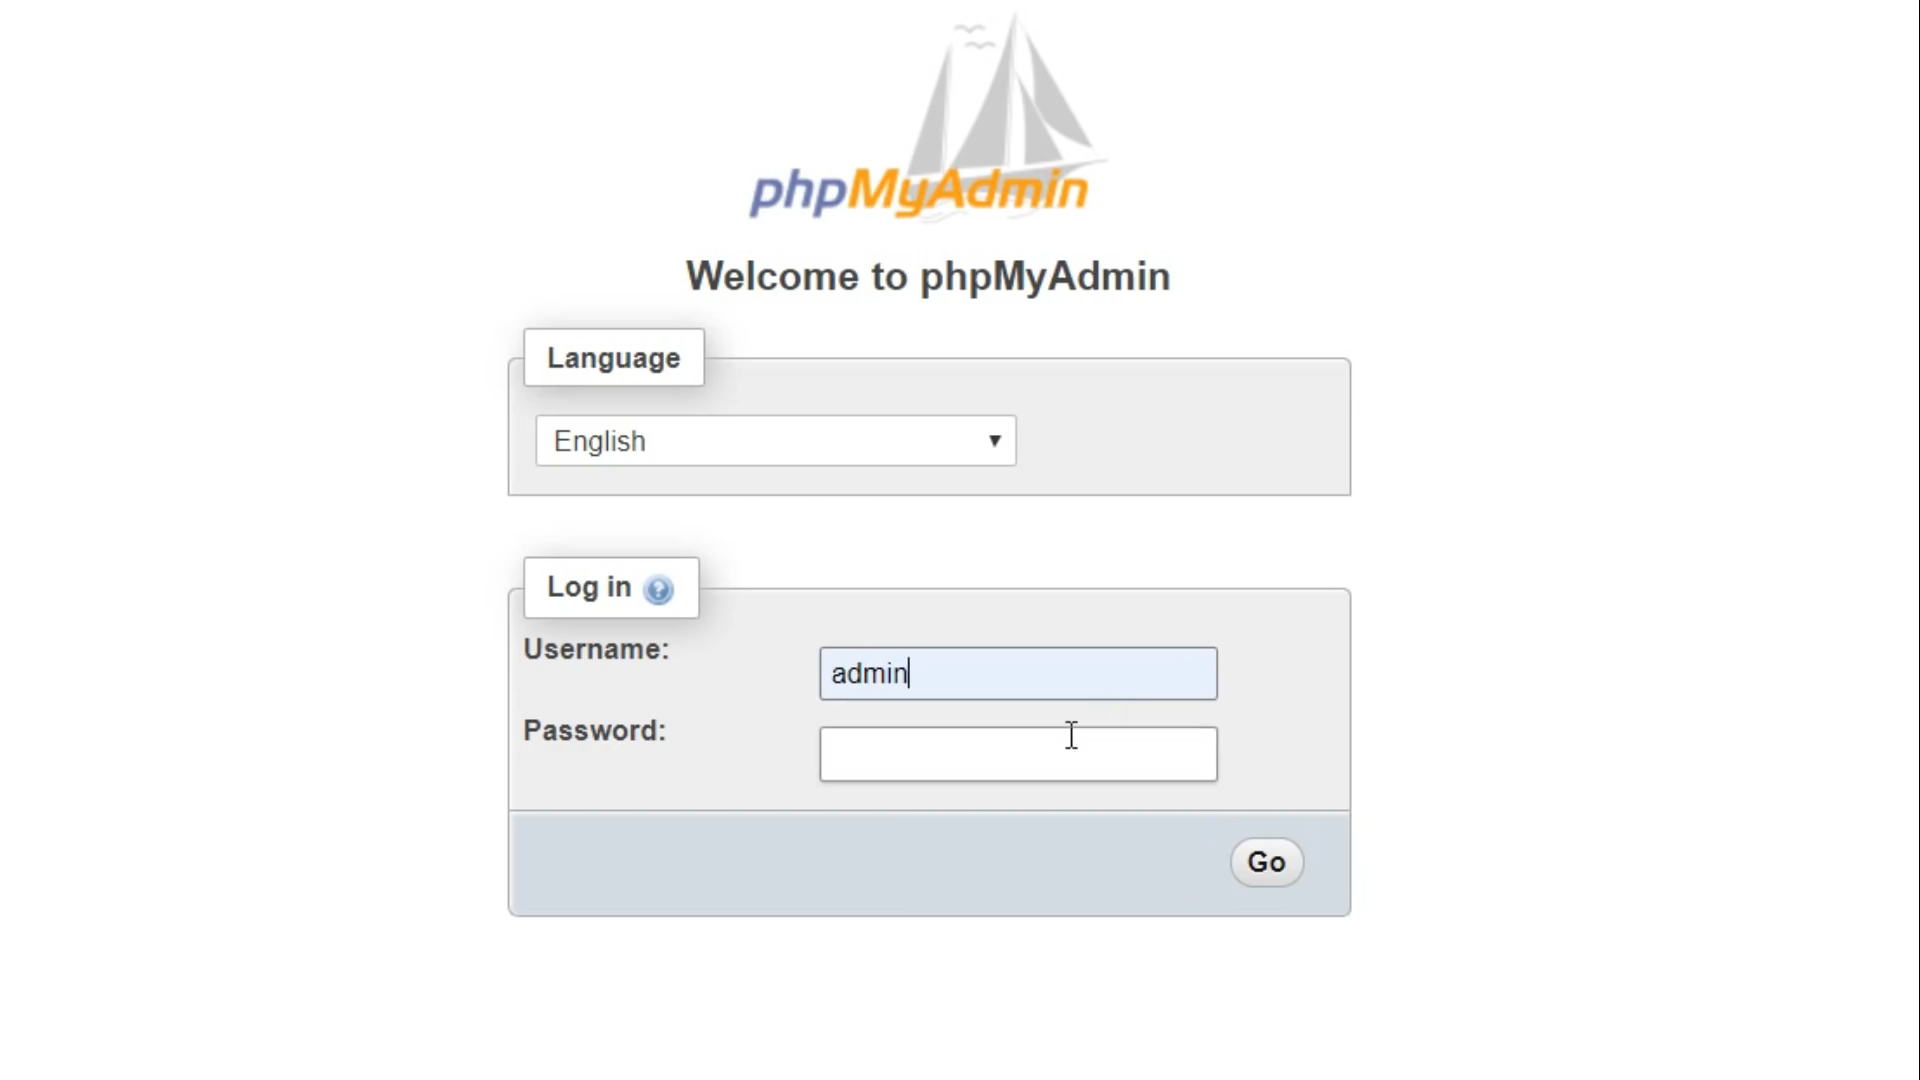 phpMyAdmin
Welcome to phpMyAdmin
Language
English
Log in
Username:
admin
Password:
Go